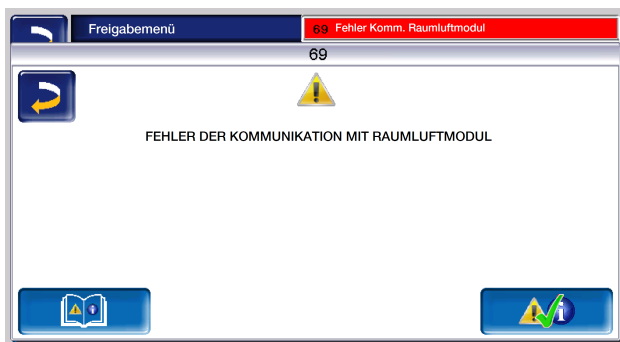 Freigabemenü
69 Fehler Komm. Raumluftmodul
69
FEHLER DER KOMMUNIKATION MIT RAUMLUFTMODUL